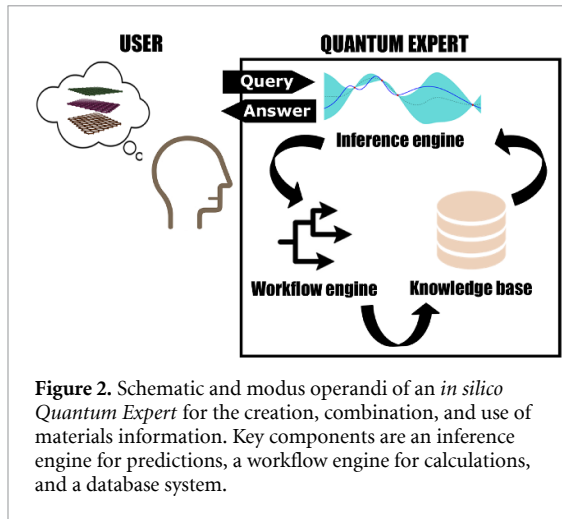 USER
QUANTUM EXPERT
Query
Answer
Inference engine
Workflow engine
Knowledge base
Figure 2. Schematic and modus operandi of an in silico
Quantum Expert for the creation, combination, and use of
materials information. Key components are an inference
engine for predictions, a workflow engine for calculations,
and a database system.